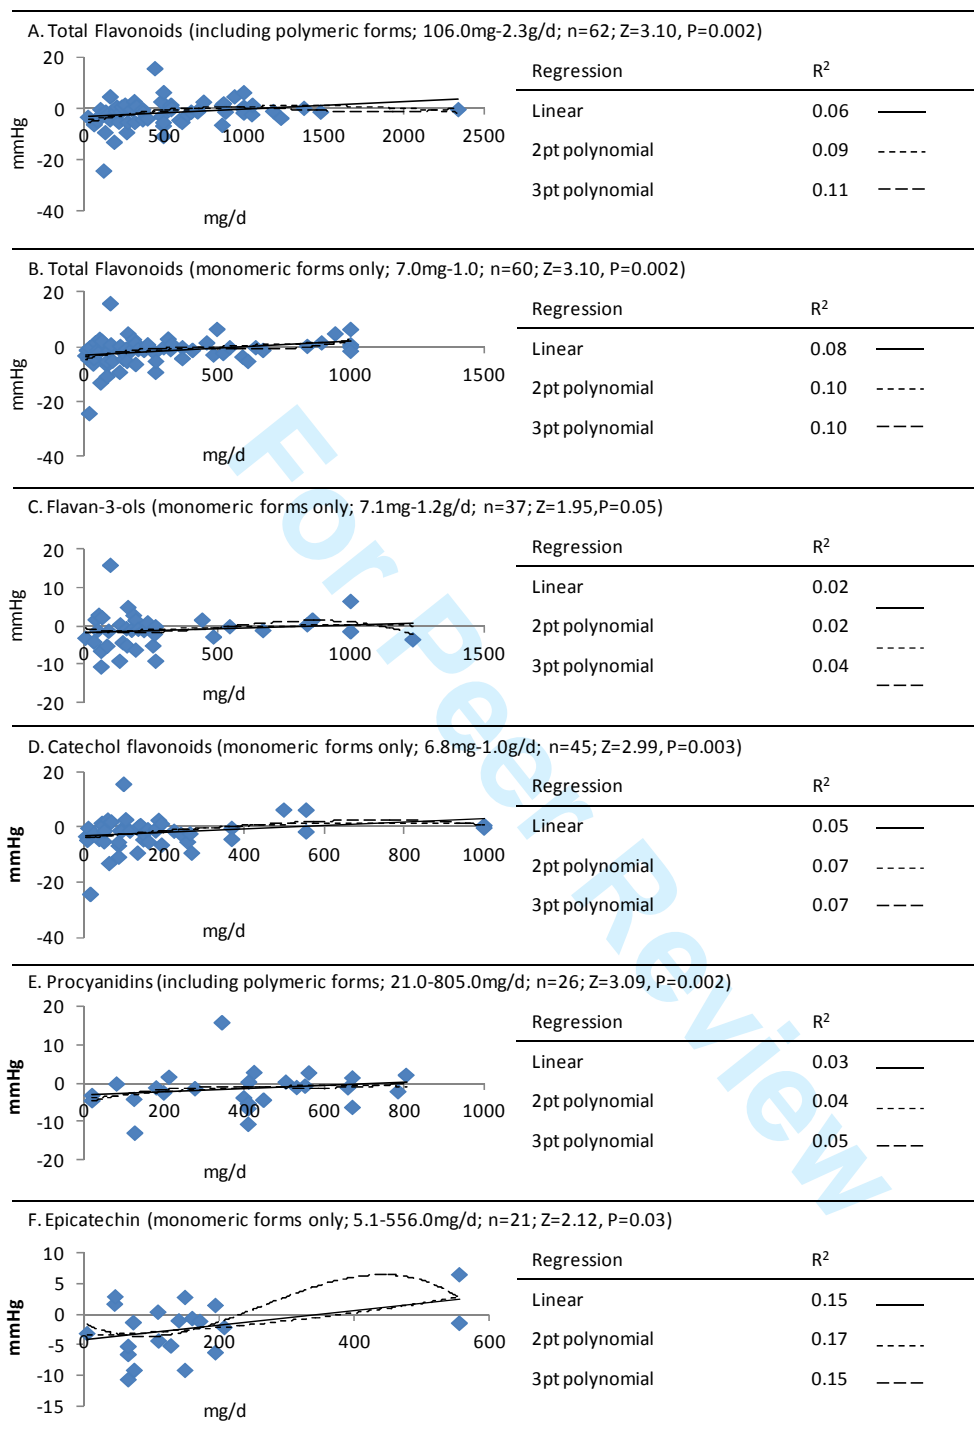 A. Total Flavonoids (including polymeric forms; 106.0mg-2.3g/d; n=62; Z=3.10, P=0.002)
20
0
-20
-40
mmHg
0 500 1000 1500 2000 2500
mg/d
Regression R²
Linear 0.06
2pt polynomial 0.09
3pt polynomial 0.11
B. Total Flavonoids (monomeric forms only; 7.0mg-1.0; n=60; Z=3.10, P=0.002)
20
0
-20
-40
mmHg
0 500 1000 1500
mg/d
Regression R²
Linear 0.08
2pt polynomial 0.10
3pt polynomial 0.10
C. Flavan-3-ols (monomeric forms only; 7.1mg-1.2g/d; n=37; Z=1.95,P=0.05)
20
10
0
-10
-20
mmHg
0 500 1000 1500
mg/d
Regression R²
Linear 0.02
2pt polynomial 0.02
3pt polynomial 0.04
D. Catechol flavonoids (monomeric forms only; 6.8mg-1.0g/d; n=45; Z=2.99, P=0.003)
20
0
-20
-40
mmHg
0 200 400 600 800 1000
mg/d
Regression R²
Linear 0.05
2pt polynomial 0.07
3pt polynomial 0.07
E. Procyanidins (including polymeric forms; 21.0-805.0mg/d; n=26; Z=3.09, P=0.002)
20
10
0
-10
-20
mmHg
0 200 400 600 800 1000
mg/d
Regression R²
Linear 0.03
2pt polynomial 0.04
3pt polynomial 0.05
F. Epicatechin (monomeric forms only; 5.1-556.0mg/d; n=21; Z=2.12, P=0.03)
10
5
0
-5
-10
-15
mmHg
0 200 400 600
mg/d
Regression R²
Linear 0.15
2pt polynomial 0.17
3pt polynomial 0.15
For Peer Review